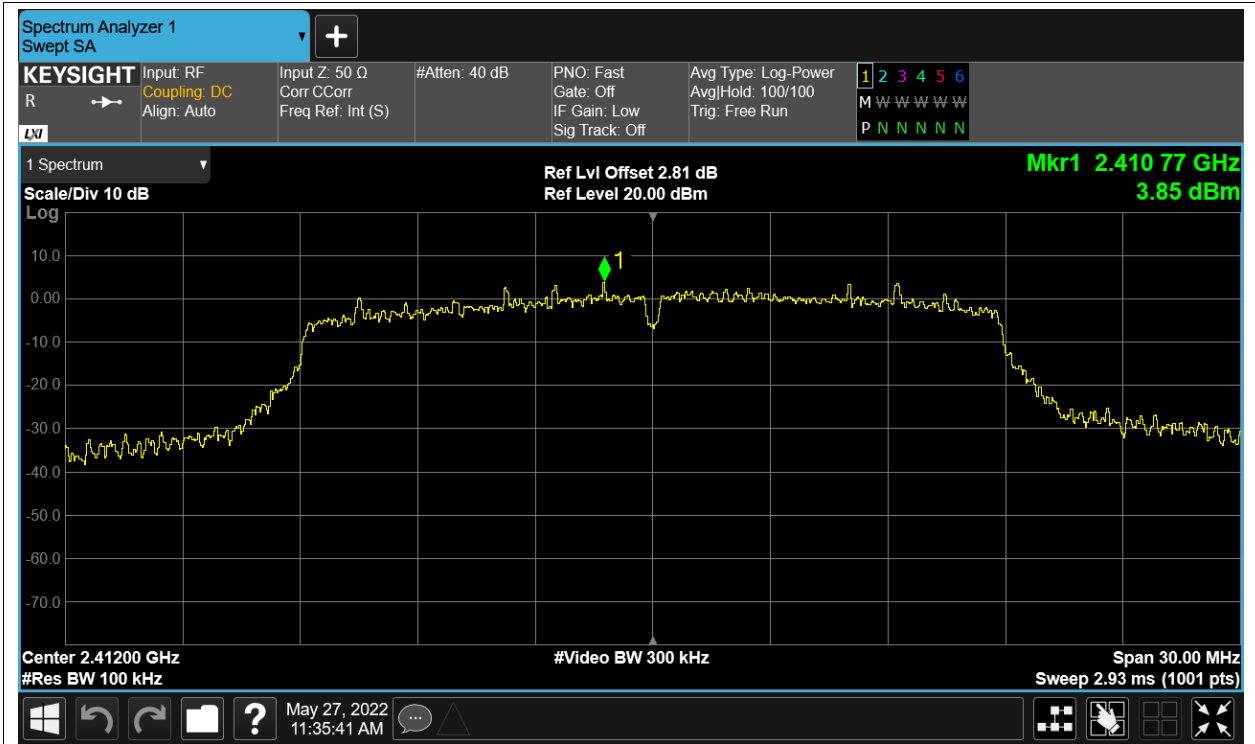 Spectrum Analyzer 1
Swept SA
+
KEYSIGHT
R
LXI
Input: RF
Coupling: DC
Align: Auto
Input Z: 50 Ω
Corr CCorr
Freq Ref: Int (S)
#Atten: 40 dB
PNO: Fast
Gate: Off
IF Gain: Low
Sig Track: Off
Avg Type: Log-Power
Avg|Hold: 100/100
Trig: Free Run
1 2 3 4 5 6
M W W W W W
P N N N N N
1 Spectrum
Scale/Div 10 dB
Log
Ref Lvl Offset 2.81 dB
Ref Level 20.00 dBm
Mkr1 2.410 77 GHz
3.85 dBm
1
10.0
0.00
-10.0
-20.0
-30.0
-40.0
-50.0
-60.0
-70.0
Center 2.41200 GHz
#Video BW 300 kHz
Span 30.00 MHz
#Res BW 100 kHz
Sweep 2.93 ms (1001 pts)
?
May 27, 2022
11:35:41 AM